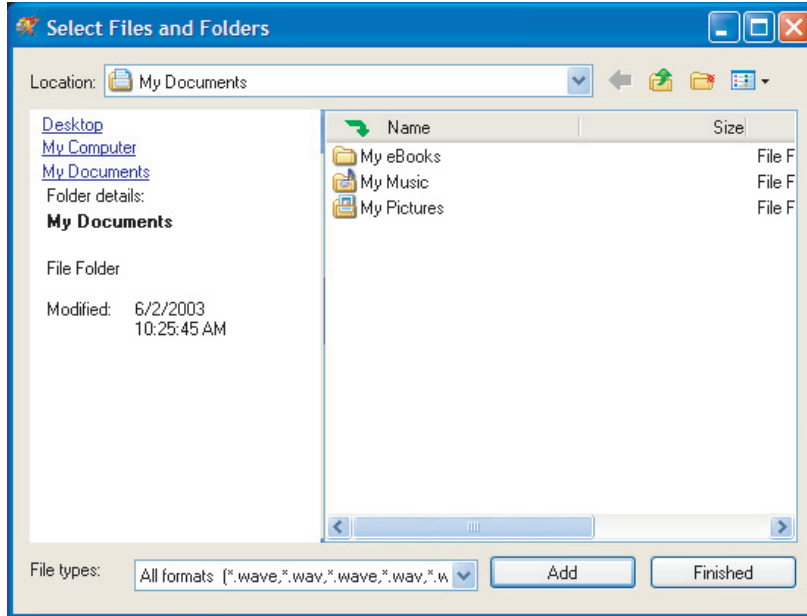 Select Files and Folders
Location: My Documents
Desktop
My Computer
My Documents
Folder details:
My Documents
File Folder
Modified: 6/2/2003
10:25:45 AM
Name Size
My eBooks File F
My Music File F
My Pictures File F
File types: All formats (*.wave,*.wav,*.wave,*.wav,*.w
Add
Finished